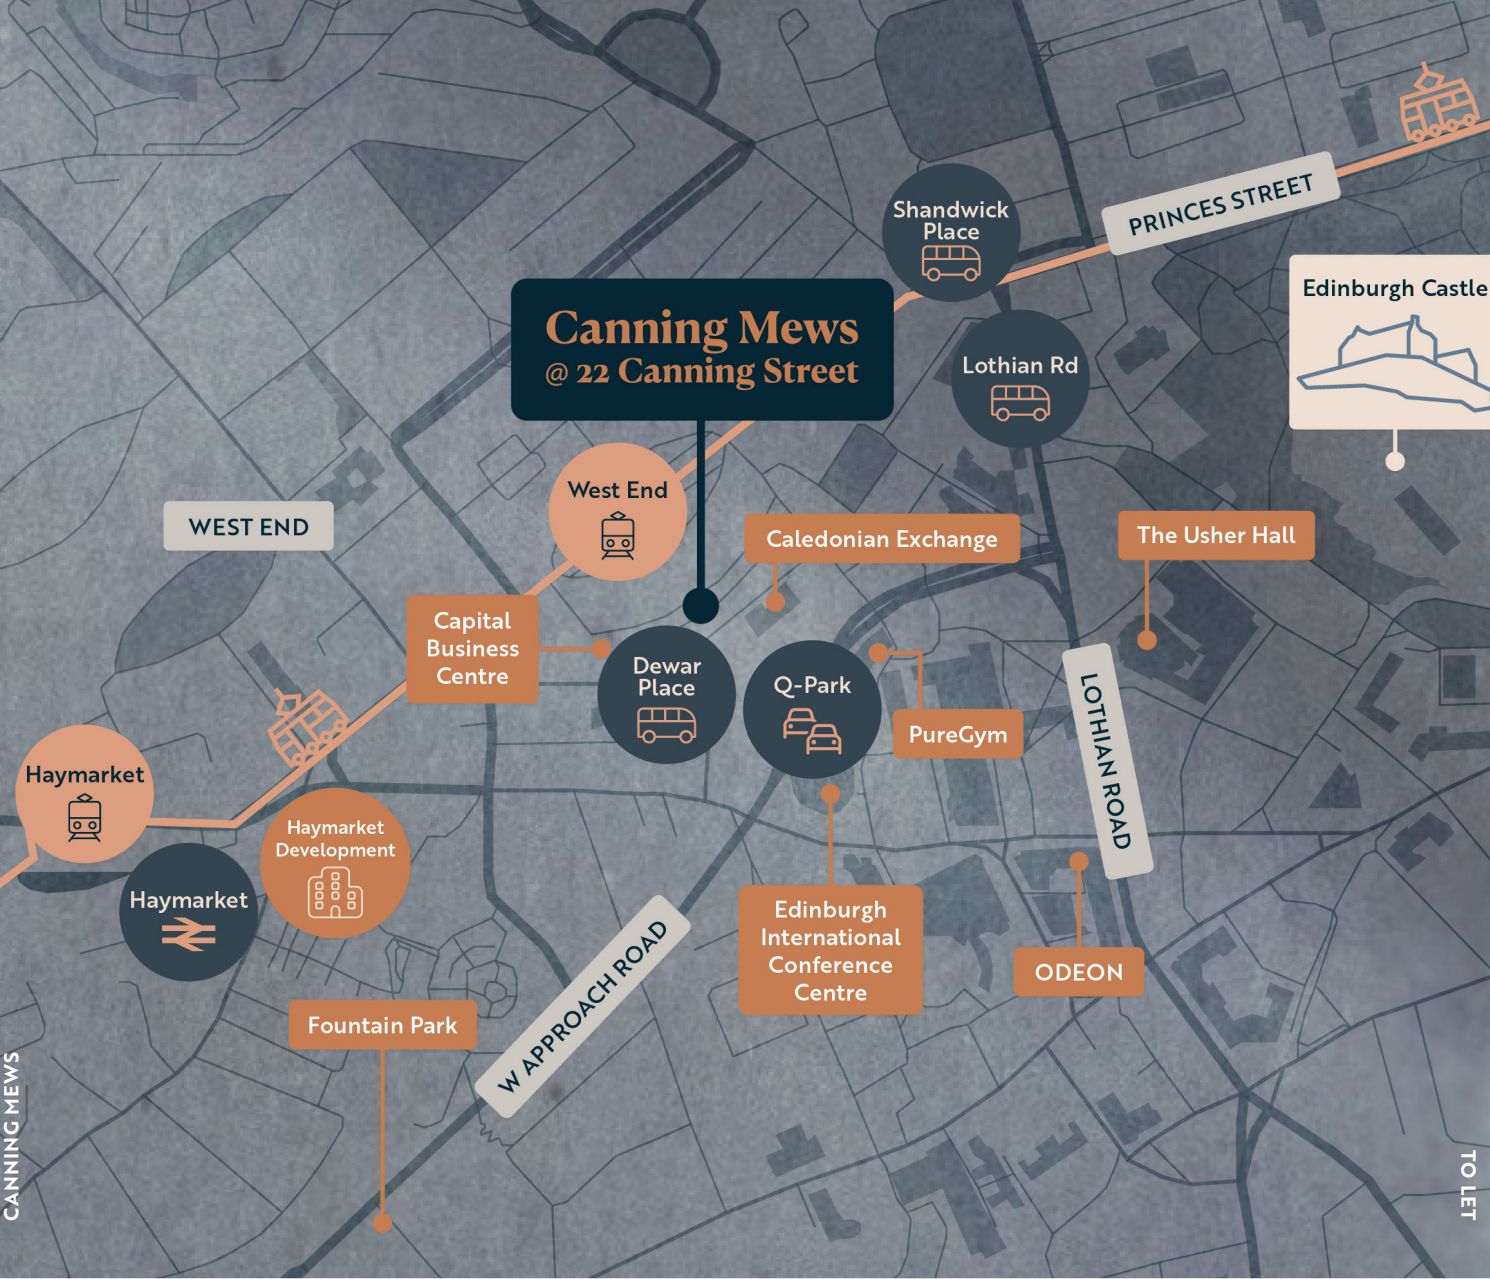 Shandwick
Place
PRINCES STREET
Edinburgh Castle
Canning Mews
@ 22 Canning Street
Lothian Rd
West End
WEST END
Caledonian Exchange
The Usher Hall
Capital
Business
Centre
Dewar
Place
Q-Park
PureGym
LOTHIAN ROAD
Haymarket
Haymarket
Development
Haymarket
Edinburgh
International
Conference
Centre
ODEON
W APPROACH ROAD
Fountain Park
CANNING MEWS
TO LET